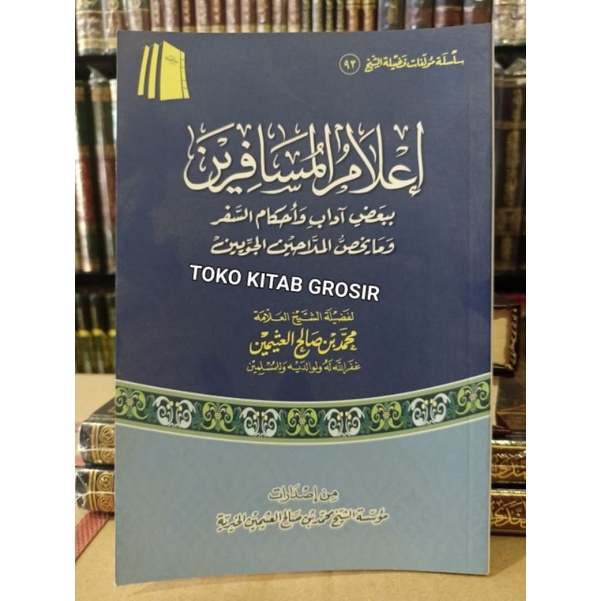 سلسلة مؤلفات فضيلة الشيخ (٩٣)
إعلام المسافرين
ببعض آداب وأحكام السفر
وما يخص الملاحين الجويين
TOKO KITAB GROSIR
لفضيلة الشيخ العلامة
محمد بن صالح العثيمين
غفر الله له ولوالديه وللمسلمين
من إصدارات
مؤسسة الشيخ محمد بن صالح العثيمين الخيرية